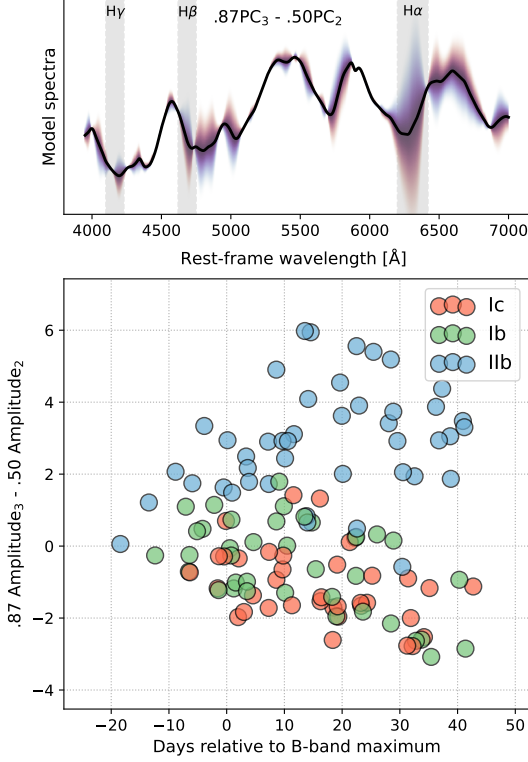 Hγ Hβ .87PC₃ - .50PC₂ Hα
Model spectra
4000 4500 5000 5500 6000 6500 7000
Rest-frame wavelength [Å]
Ic
Ib
IIb
6
4
2
0
−2
−4
.87 Amplitude₃ - .50 Amplitude₂
−20 −10 0 10 20 30 40 50
Days relative to B-band maximum